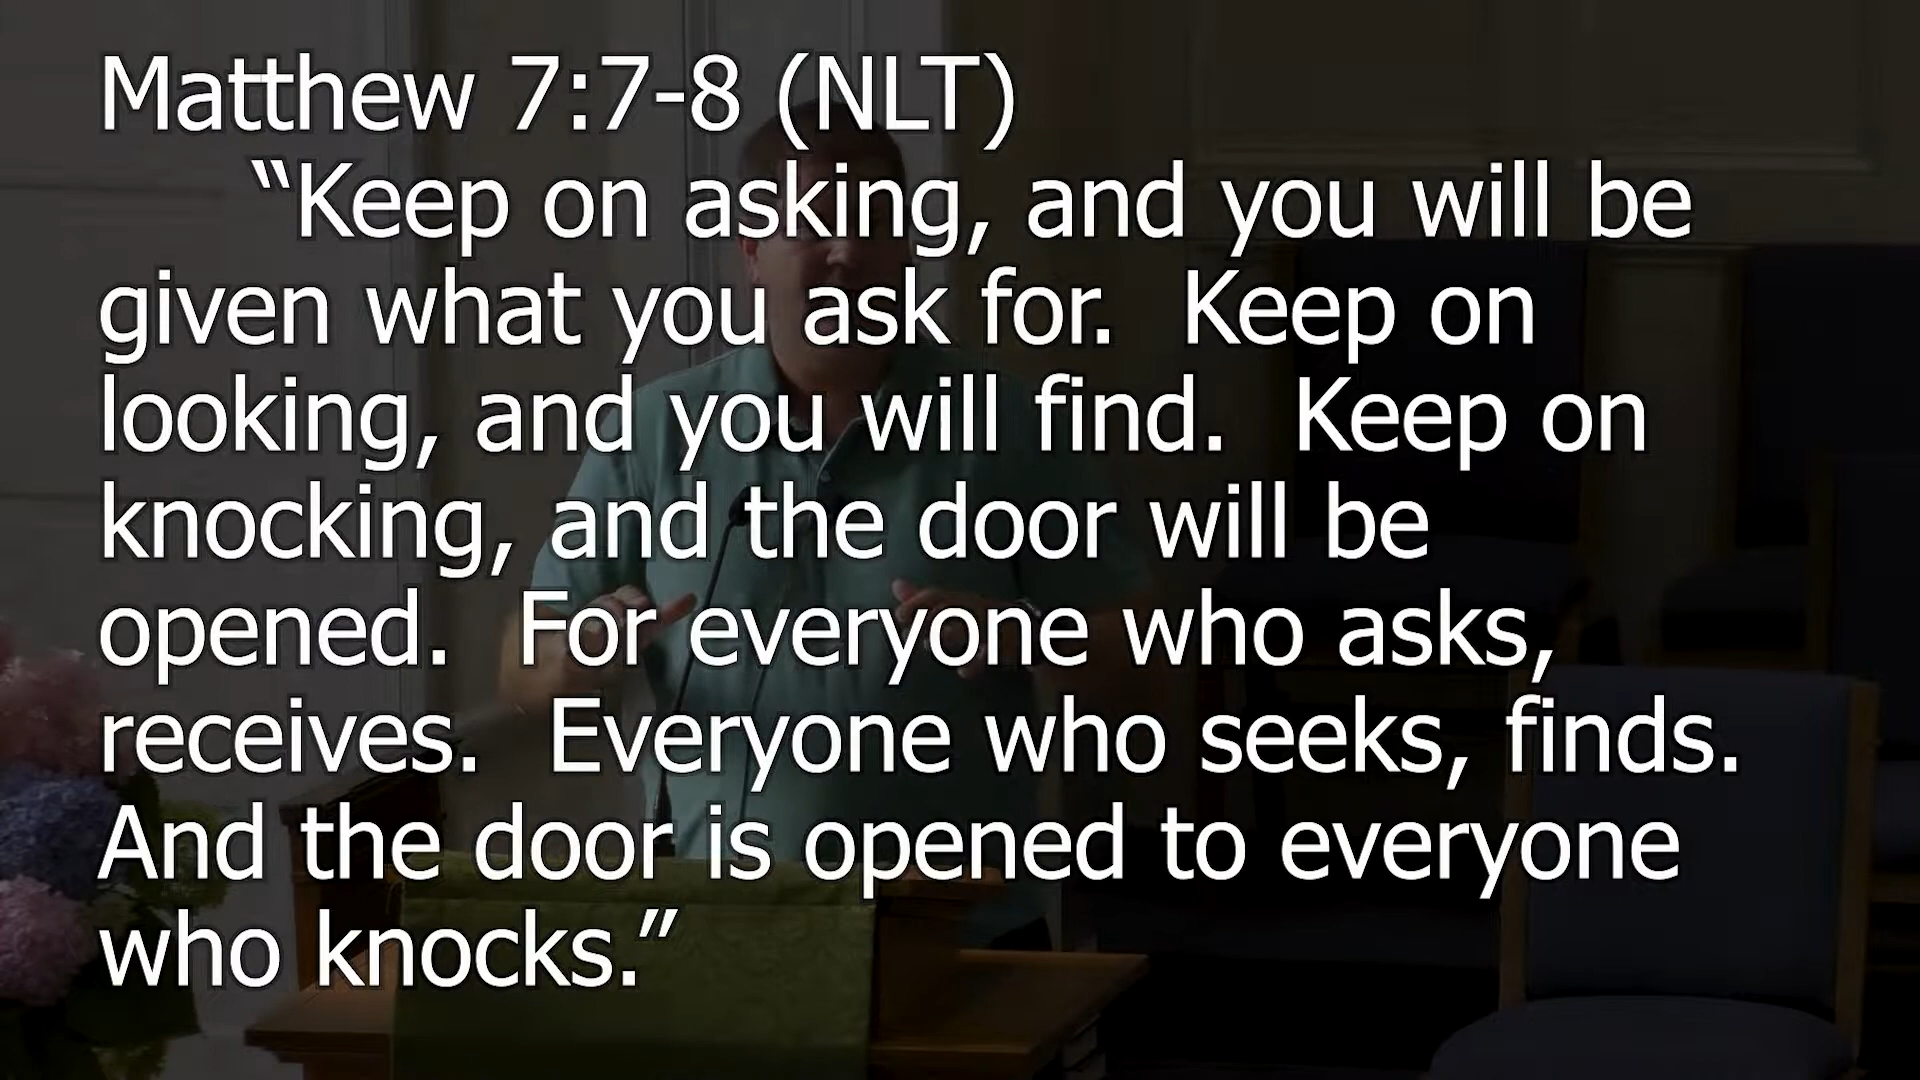 Matthew 7:7-8 (NLT)
“Keep on asking, and you will be
given what you ask for.  Keep on
looking, and you will find.  Keep on
knocking, and the door will be
opened.  For everyone who asks,
receives.  Everyone who seeks, finds.
And the door is opened to everyone
who knocks.”